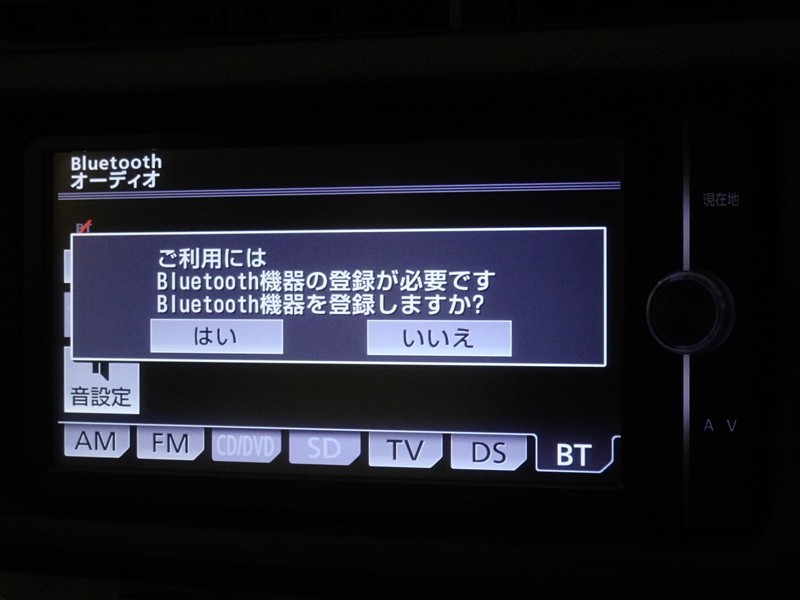 Bluetooth
オーディオ
現在地
BT
ご利用には
Bluetooth機器の登録が必要です
Bluetooth機器を登録しますか?
はい
いいえ
音設定
A V
AM
FM
CD/DVD
SD
TV
DS
BT